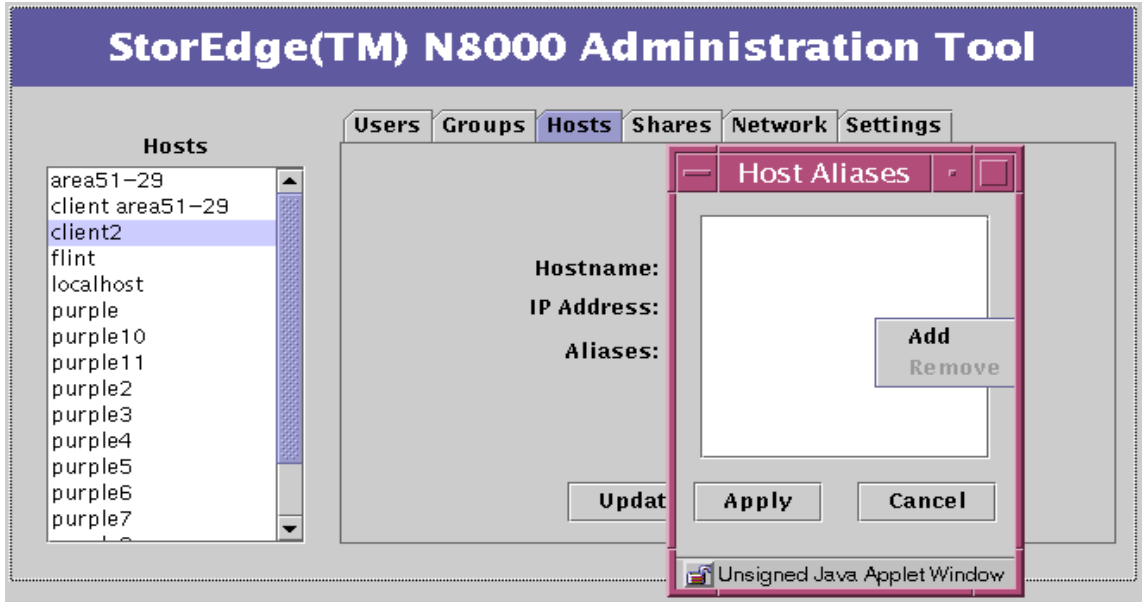 StorEdge(TM) N8000 Administration Tool
Hosts
area51-29
client area51-29
client2
flint
localhost
purple
purple10
purple11
purple2
purple3
purple4
purple5
purple6
purple7
Users Groups Hosts Shares Network Settings
Hostname:
IP Address:
Aliases:
Updat
Host Aliases
Add
Remove
Apply Cancel
Unsigned Java Applet Window